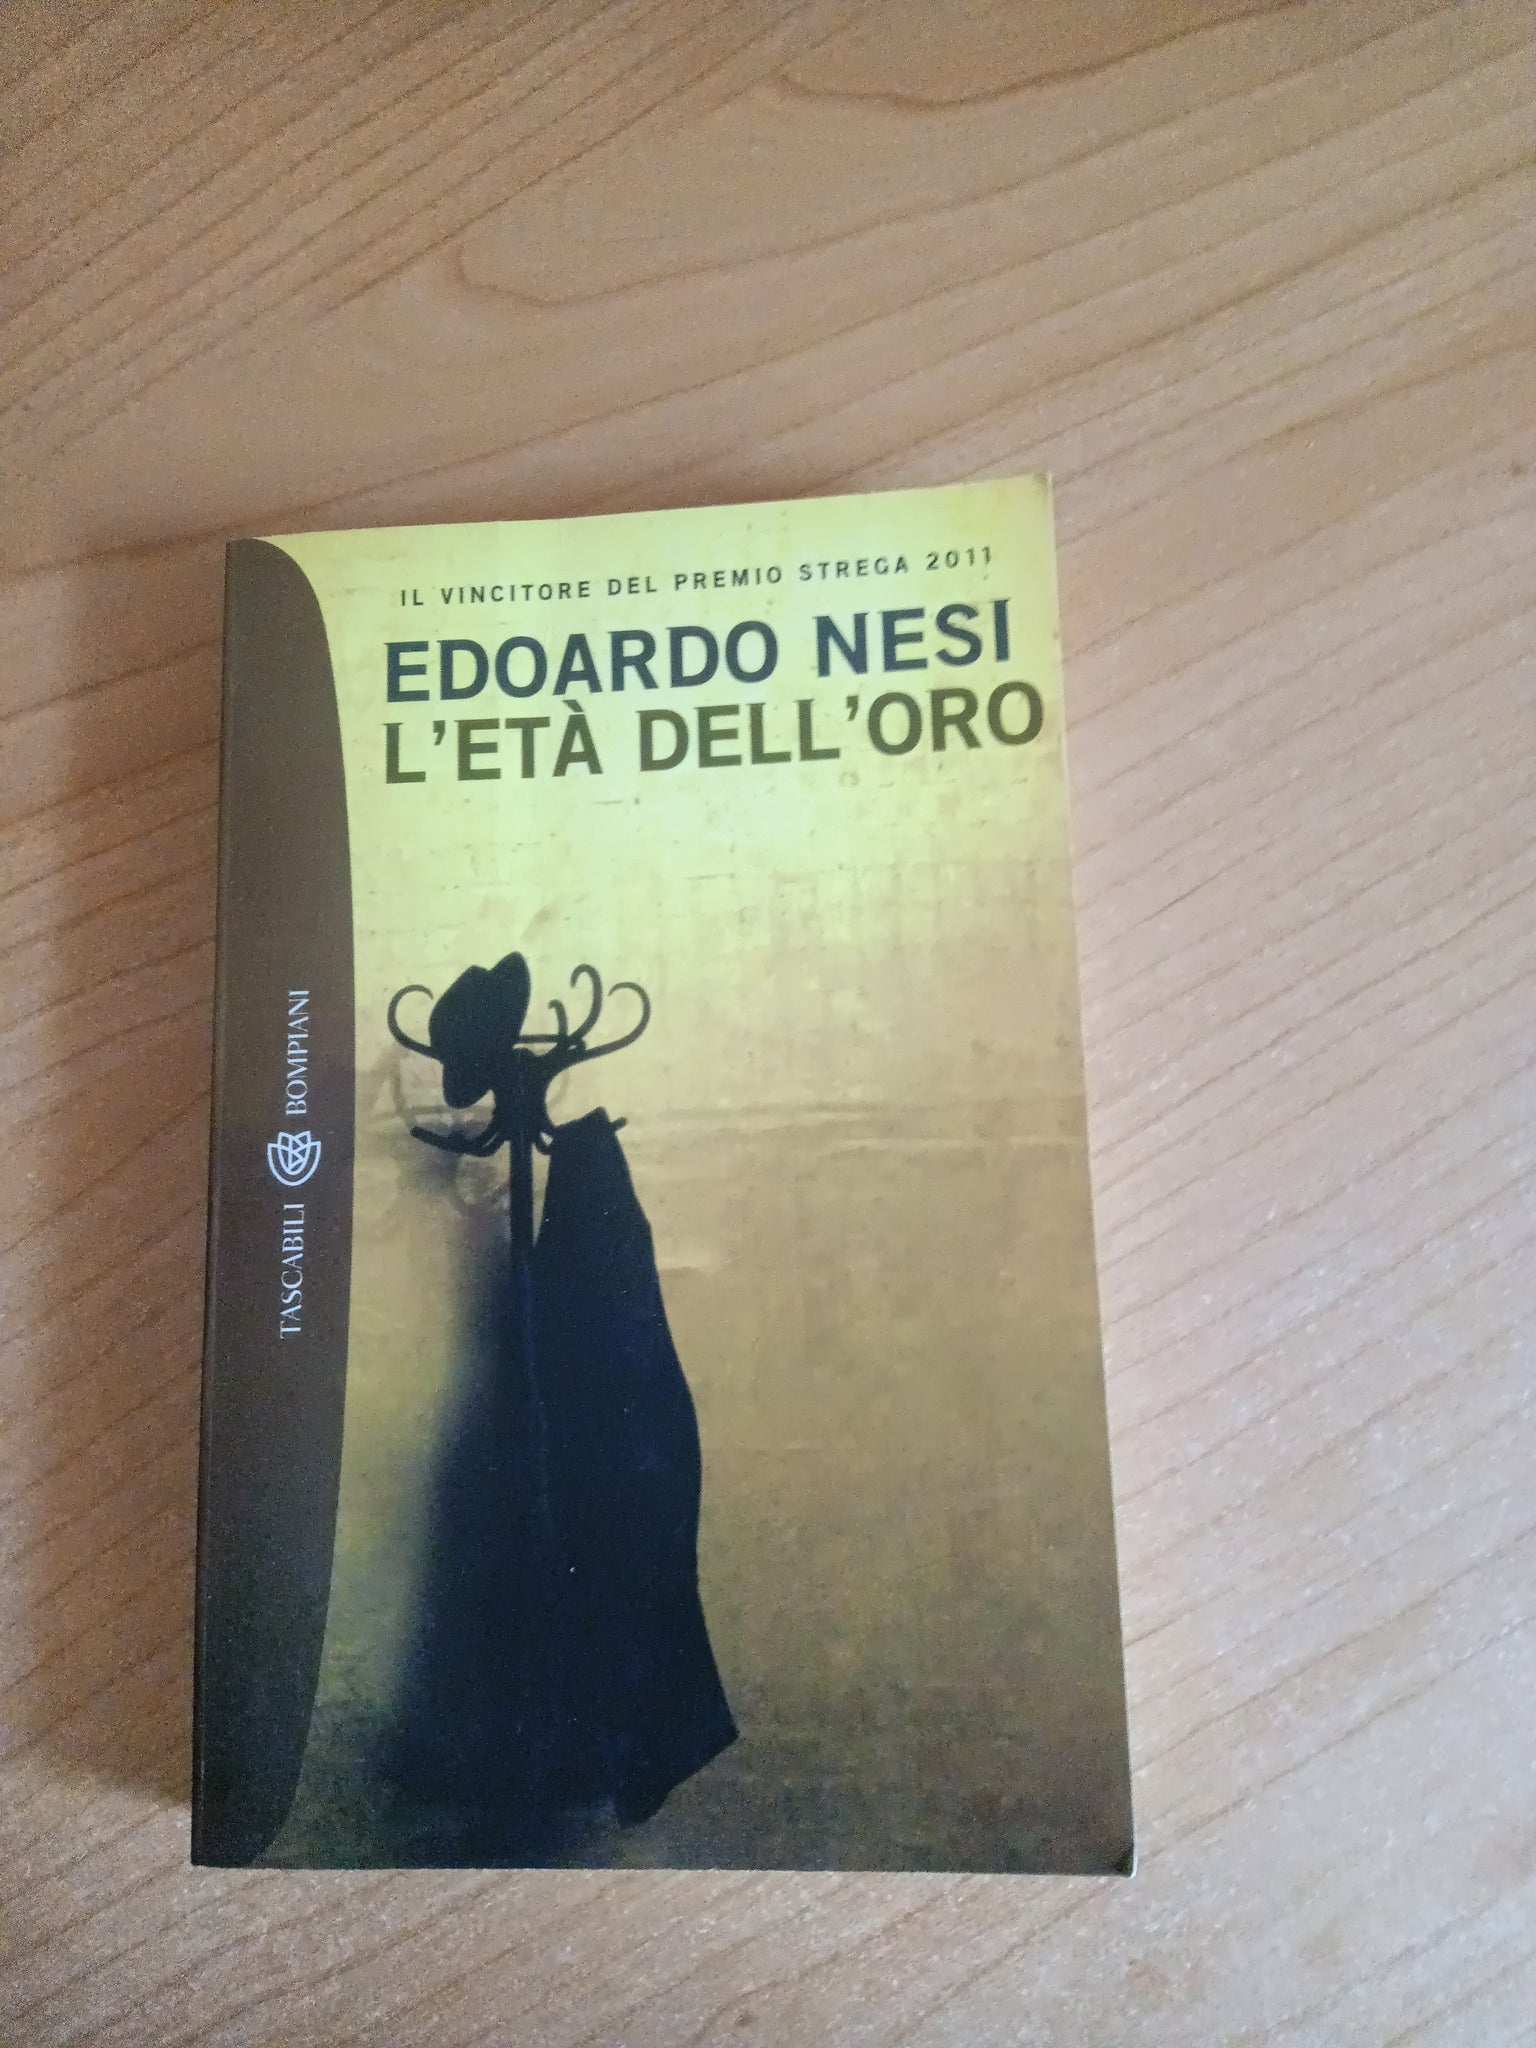 IL VINCITORE DEL PREMIO STREGA 2011
EDOARDO NESI
L'ETÀ DELL'ORO
TASCABILI BOMPIANI